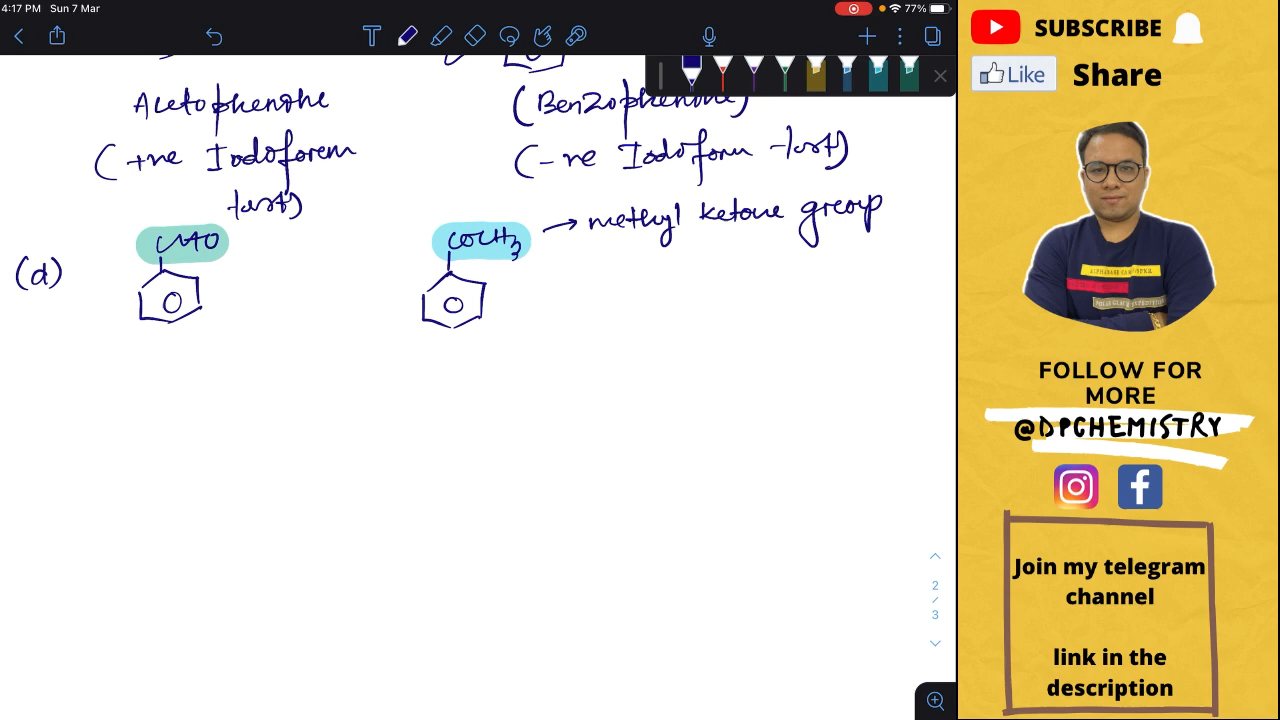 4:17 PM Sun 7 Mar
77%
Acetophenone
(Benzophenone)
(+ve Iodoform test)
(-ve Iodoform test)
(d)
CHO
COCH3 → methyl ketone group
2
/
3
SUBSCRIBE
Like
Share
FOLLOW FOR
MORE
@DPCHEMISTRY
Join my telegram
channel
link in the
description